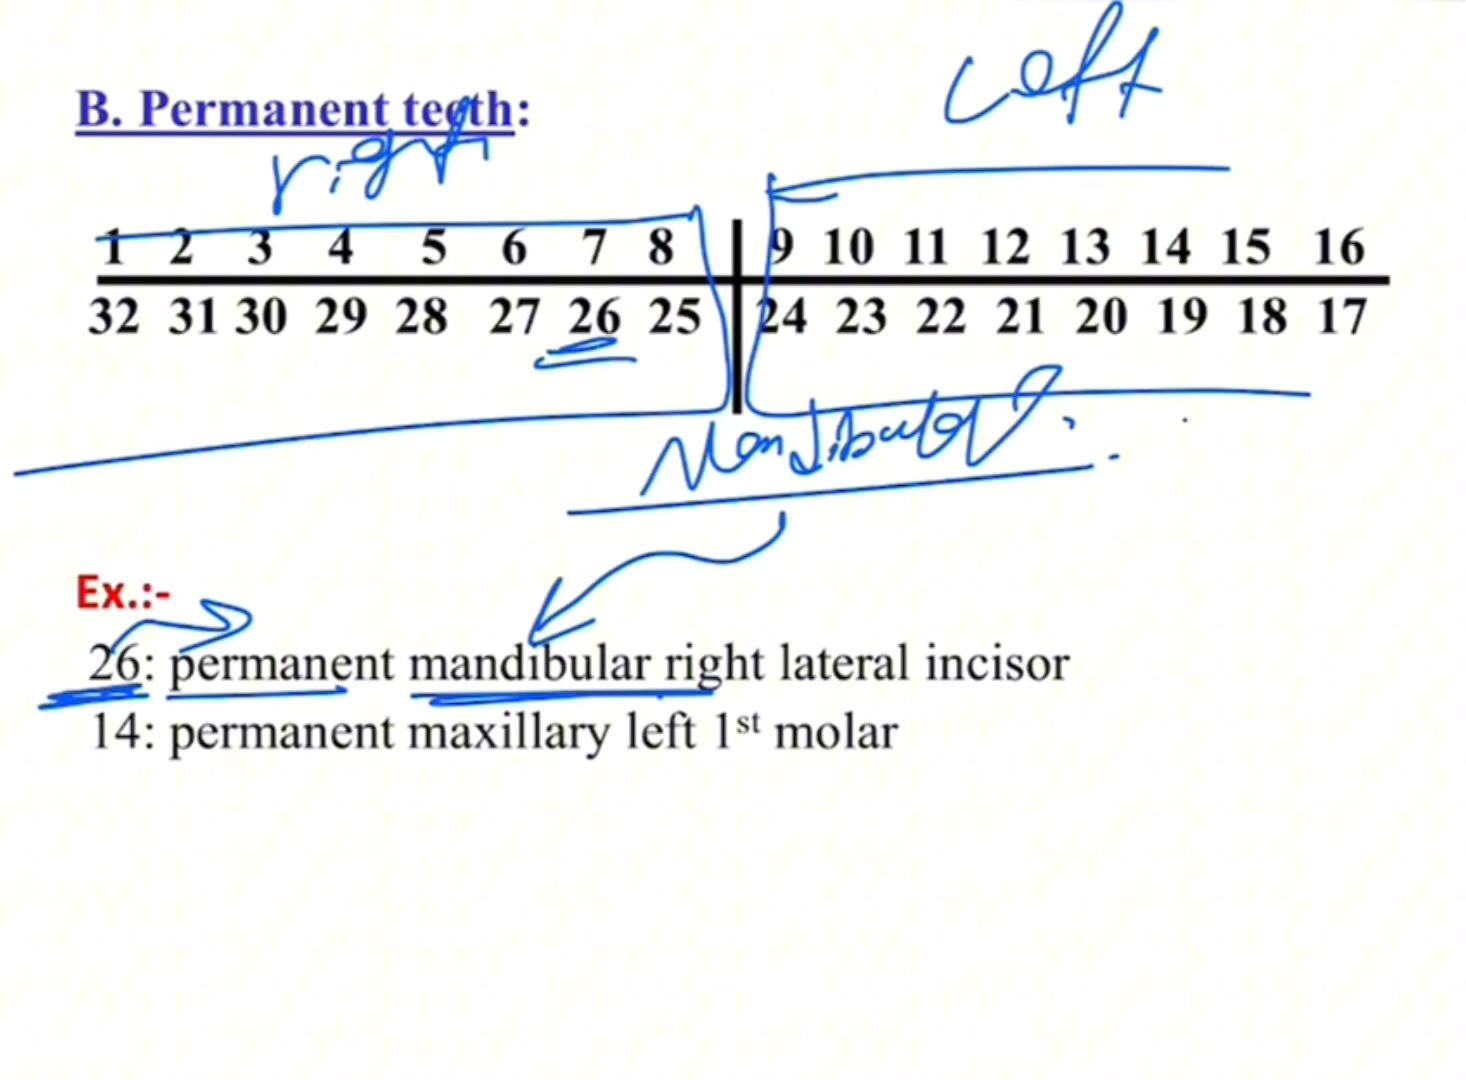 Left
B. Permanent teeth:
right
1 2 3 4 5 6 7 8 9 10 11 12 13 14 15 16
32 31 30 29 28 27 26 25 24 23 22 21 20 19 18 17
Mandibular
Ex.:-
26: permanent mandibular right lateral incisor
14: permanent maxillary left 1st molar